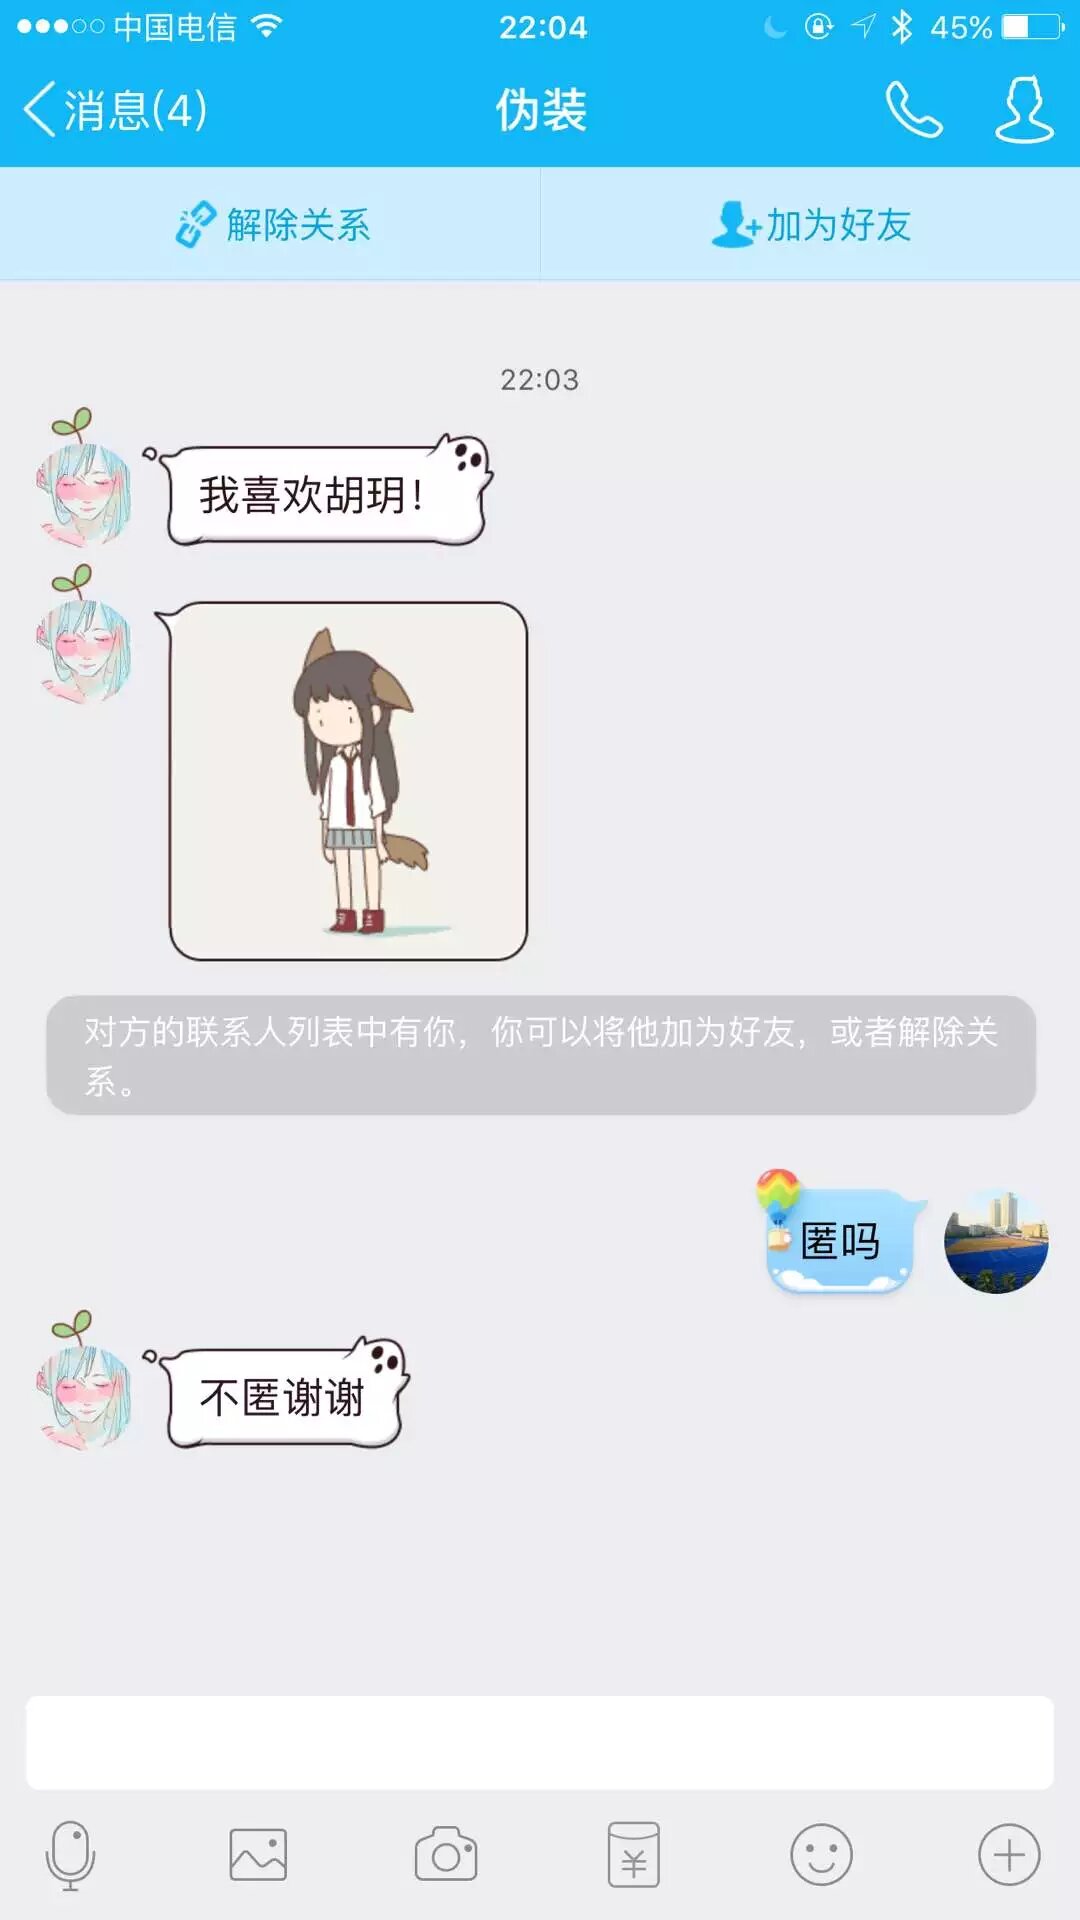 中国电信 22:04 45%
消息(4) 伪装
解除关系 加为好友
22:03
我喜欢胡玥!
对方的联系人列表中有你，你可以将他加为好友，或者解除关
系。
匿吗
不匿谢谢